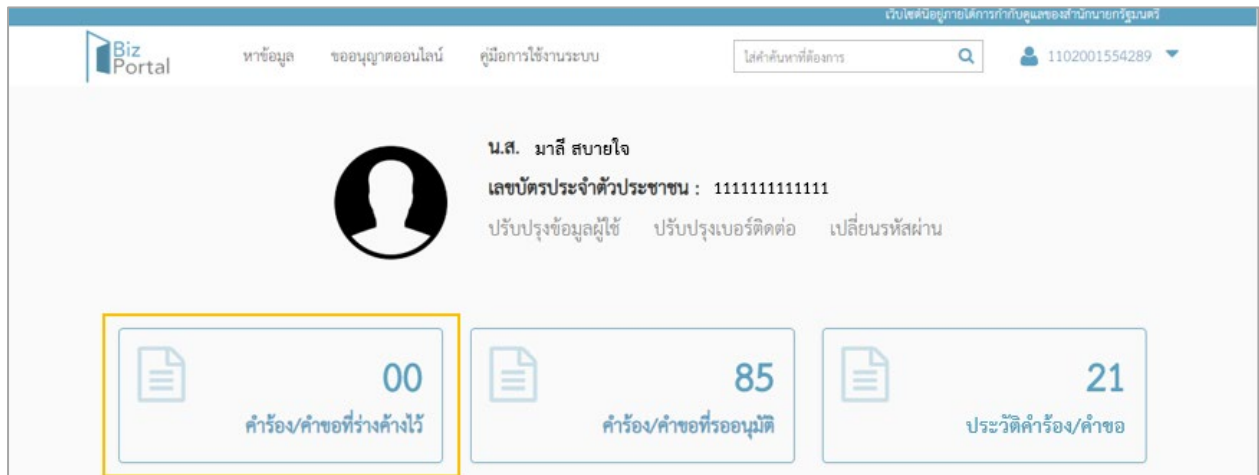 เว็บไซต์นี้อยู่ภายใต้การกำกับดูแลของสำนักนายกรัฐมนตรี
Biz
Portal
หาข้อมูล ขออนุญาตออนไลน์ คู่มือการใช้งานระบบ ใส่คำค้นหาที่ต้องการ 1102001554289
น.ส. มาลี สบายใจ
เลขบัตรประจำตัวประชาชน : 1111111111111
ปรับปรุงข้อมูลผู้ใช้ ปรับปรุงเบอร์ติดต่อ เปลี่ยนรหัสผ่าน
00 85 21
คำร้อง/คำขอที่ร่างค้างไว้ คำร้อง/คำขอที่รออนุมัติ ประวัติคำร้อง/คำขอ